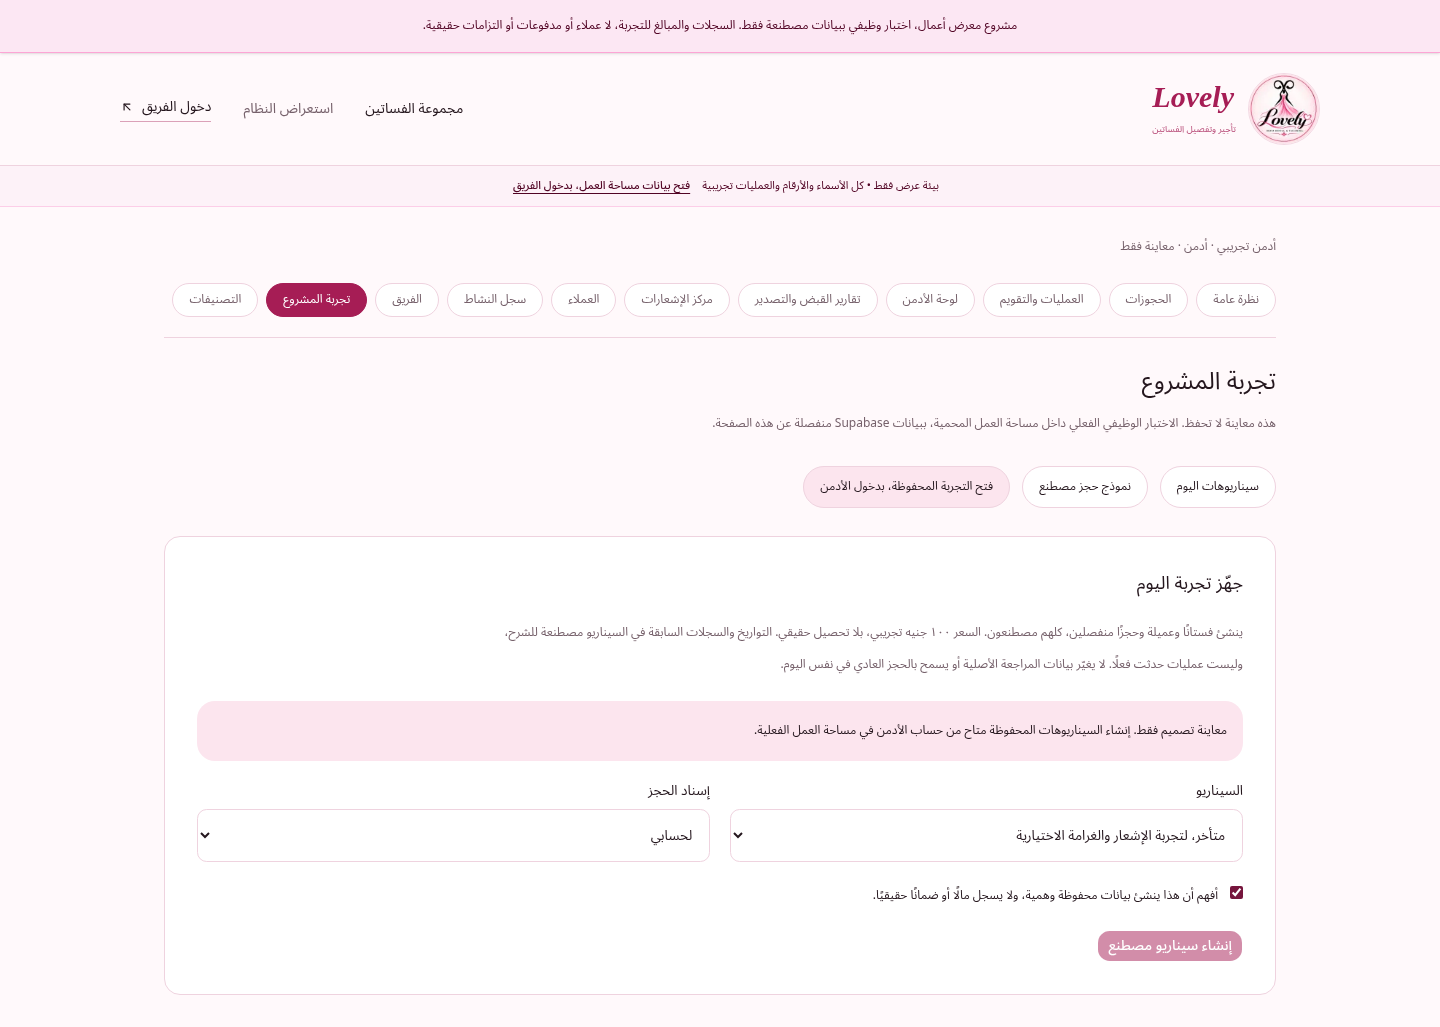 مشروع معرض أعمال، اختبار وظيفي ببيانات مصطنعة فقط. السجلات والمبالغ للتجربة، لا عملاء أو مدفوعات أو التزامات حقيقية.
Lovely
Lovely
تأجير وتفصيل الفساتين
مجموعة الفساتين
استعراض النظام
دخول الفريق
بيئة عرض فقط • كل الأسماء والأرقام والعمليات تجريبية
فتح بيانات مساحة العمل، بدخول الفريق
أدمن تجريبي · أدمن · معاينة فقط
نظرة عامة
الحجوزات
العمليات والتقويم
لوحة الأدمن
تقارير القبض والتصدير
مركز الإشعارات
العملاء
سجل النشاط
الفريق
تجربة المشروع
التصنيفات
تجربة المشروع
هذه معاينة لا تحفظ. الاختبار الوظيفي الفعلي داخل مساحة العمل المحمية، ببيانات Supabase منفصلة عن هذه الصفحة.
سيناريوهات اليوم
نموذج حجز مصطنع
فتح التجربة المحفوظة، بدخول الأدمن
جهّز تجربة اليوم
ينشئ فستانًا وعميلة وحجزًا منفصلين، كلهم مصطنعون. السعر ١٠٠ جنيه تجريبي، بلا تحصيل حقيقي. التواريخ والسجلات السابقة في السيناريو مصطنعة للشرح،
وليست عمليات حدثت فعلًا. لا يغيّر بيانات المراجعة الأصلية أو يسمح بالحجز العادي في نفس اليوم.
معاينة تصميم فقط. إنشاء السيناريوهات المحفوظة متاح من حساب الأدمن في مساحة العمل الفعلية.
السيناريو
متأخر، لتجربة الإشعار والغرامة الاختيارية
إسناد الحجز
لحسابي
أفهم أن هذا ينشئ بيانات محفوظة وهمية، ولا يسجل مالًا أو ضمانًا حقيقيًا.
إنشاء سيناريو مصطنع